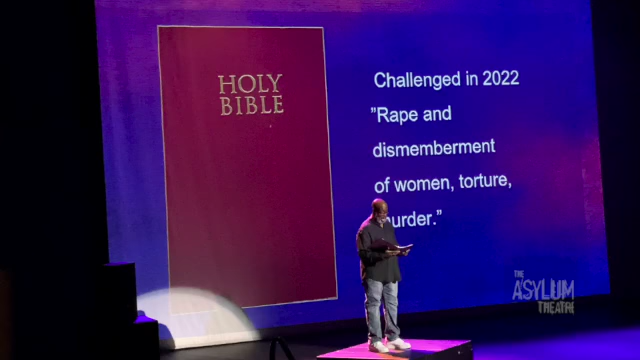 HOLY
BIBLE
Challenged in 2022
"Rape and
dismemberment
of women, torture,
THE
ASYLUM
THEATRE